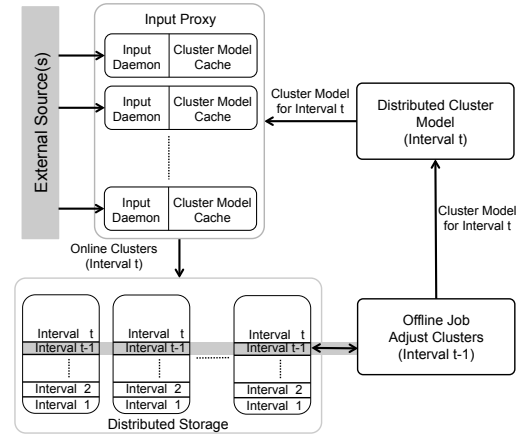 Input Proxy
External Source(s)
Input
Daemon
Cluster Model
Cache
Input
Daemon
Cluster Model
Cache
Input
Daemon
Cluster Model
Cache
Cluster Model
for Interval t
Distributed Cluster
Model
(Interval t)
Cluster Model
for Interval t
Online Clusters
(Interval t)
Interval t
Interval t-1
Interval 2
Interval 1
Interval t
Interval t-1
Interval 2
Interval 1
Interval t
Interval t-1
Interval 2
Interval 1
Distributed Storage
Offline Job
Adjust Clusters
(Interval t-1)